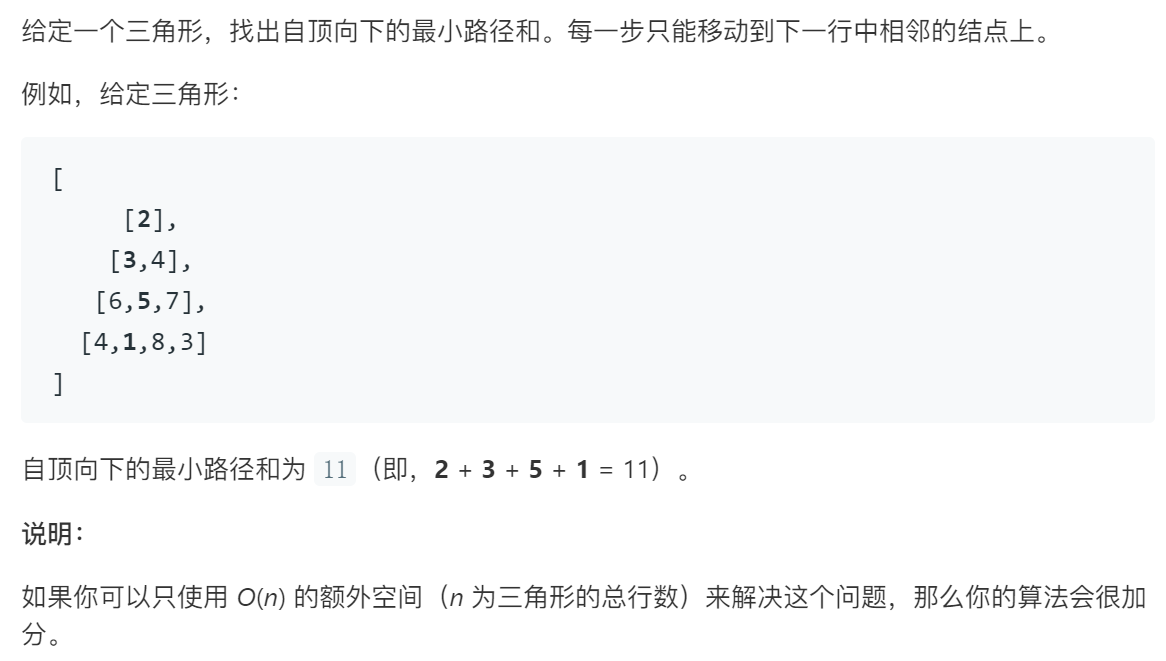 给定一个三角形，找出自顶向下的最小路径和。每一步只能移动到下一行中相邻的结点上。
例如，给定三角形：
[
[2],
[3,4],
[6,5,7],
[4,1,8,3]
]
自顶向下的最小路径和为 11（即，2 + 3 + 5 + 1 = 11）。
说明：
如果你可以只使用 O(n) 的额外空间（n 为三角形的总行数）来解决这个问题，那么你的算法会很加
分。